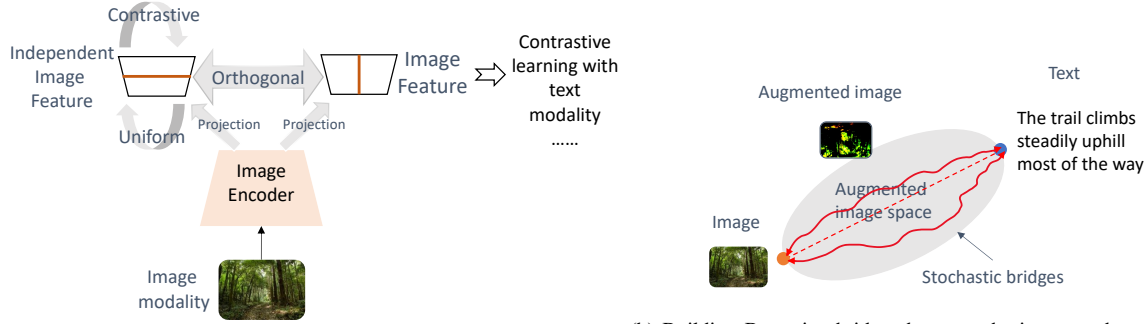 Contrastive
Independent
Image
Feature
Orthogonal
Image
Feature
Contrastive
learning with
text
modality
......
Uniform
Projection
Projection
Image
Encoder
Image
modality
Text
Augmented image
The trail climbs
steadily uphill
most of the way
Augmented
image space
Image
Stochastic bridges